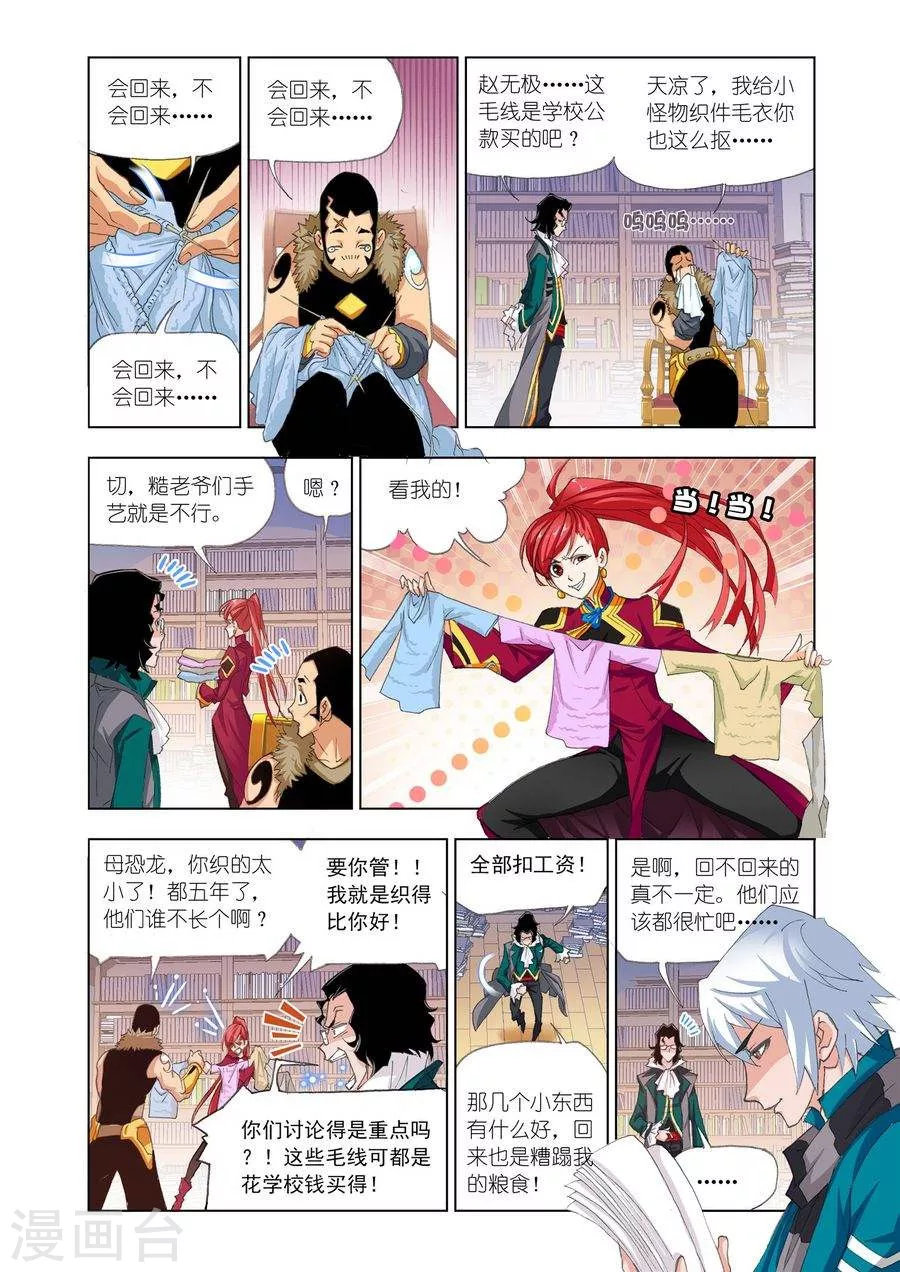 会回来，不
会回来……
会回来，不
会回来……
会回来，不
会回来……
赵无极……这
毛线是学校公
款买的吧？
天凉了，我给小
怪物织件毛衣你
也这么抠……
呜呜呜……
切，糙老爷们手
艺就是不行。
嗯？
看我的！
当！当！
母恐龙，你织的太
小了！都五年了，
他们谁不长个啊？
要你管！！
我就是织得
比你好！
你们讨论得是重点吗
？！这些毛线可都是
花学校钱买得！
全部扣工资！
那几个小东西
有什么好，回
来也是糟蹋我
的粮食！
是啊，回不回来的
真不一定。他们应
该都很忙吧……
……
漫画台